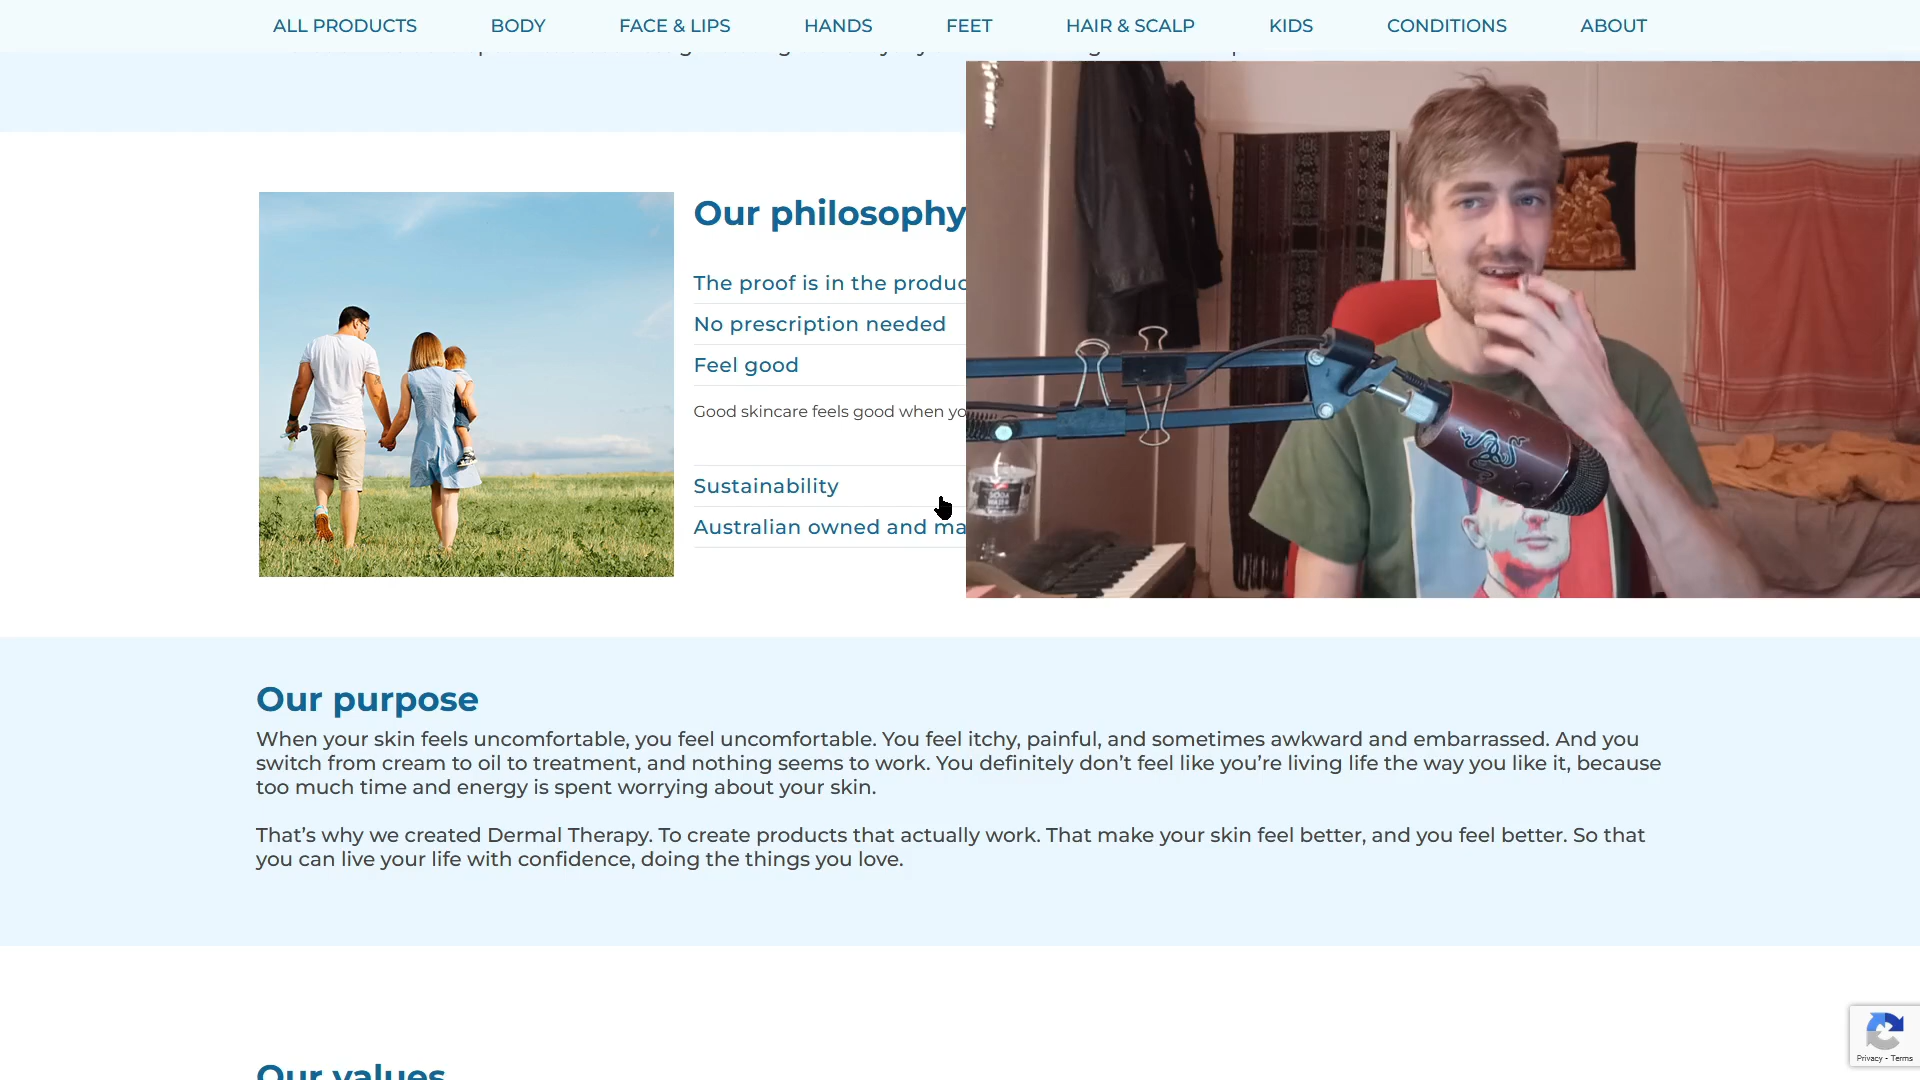 ALL PRODUCTS BODY FACE & LIPS HANDS FEET HAIR & SCALP KIDS CONDITIONS ABOUT
Our philosophy
The proof is in the produc
No prescription needed
Feel good
Good skincare feels good when yo
Sustainability
Australian owned and ma
SODA
WATER
Our purpose
When your skin feels uncomfortable, you feel uncomfortable. You feel itchy, painful, and sometimes awkward and embarrassed. And you
switch from cream to oil to treatment, and nothing seems to work. You definitely don’t feel like you’re living life the way you like it, because
too much time and energy is spent worrying about your skin.
That’s why we created Dermal Therapy. To create products that actually work. That make your skin feel better, and you feel better. So that
you can live your life with confidence, doing the things you love.
Our values
Privacy - Terms